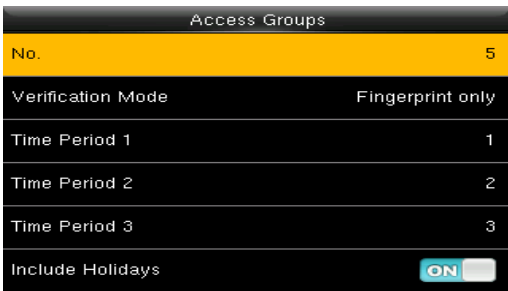 Access Groups
No. 5
Verification Mode Fingerprint only
Time Period 1 1
Time Period 2 2
Time Period 3 3
Include Holidays ON